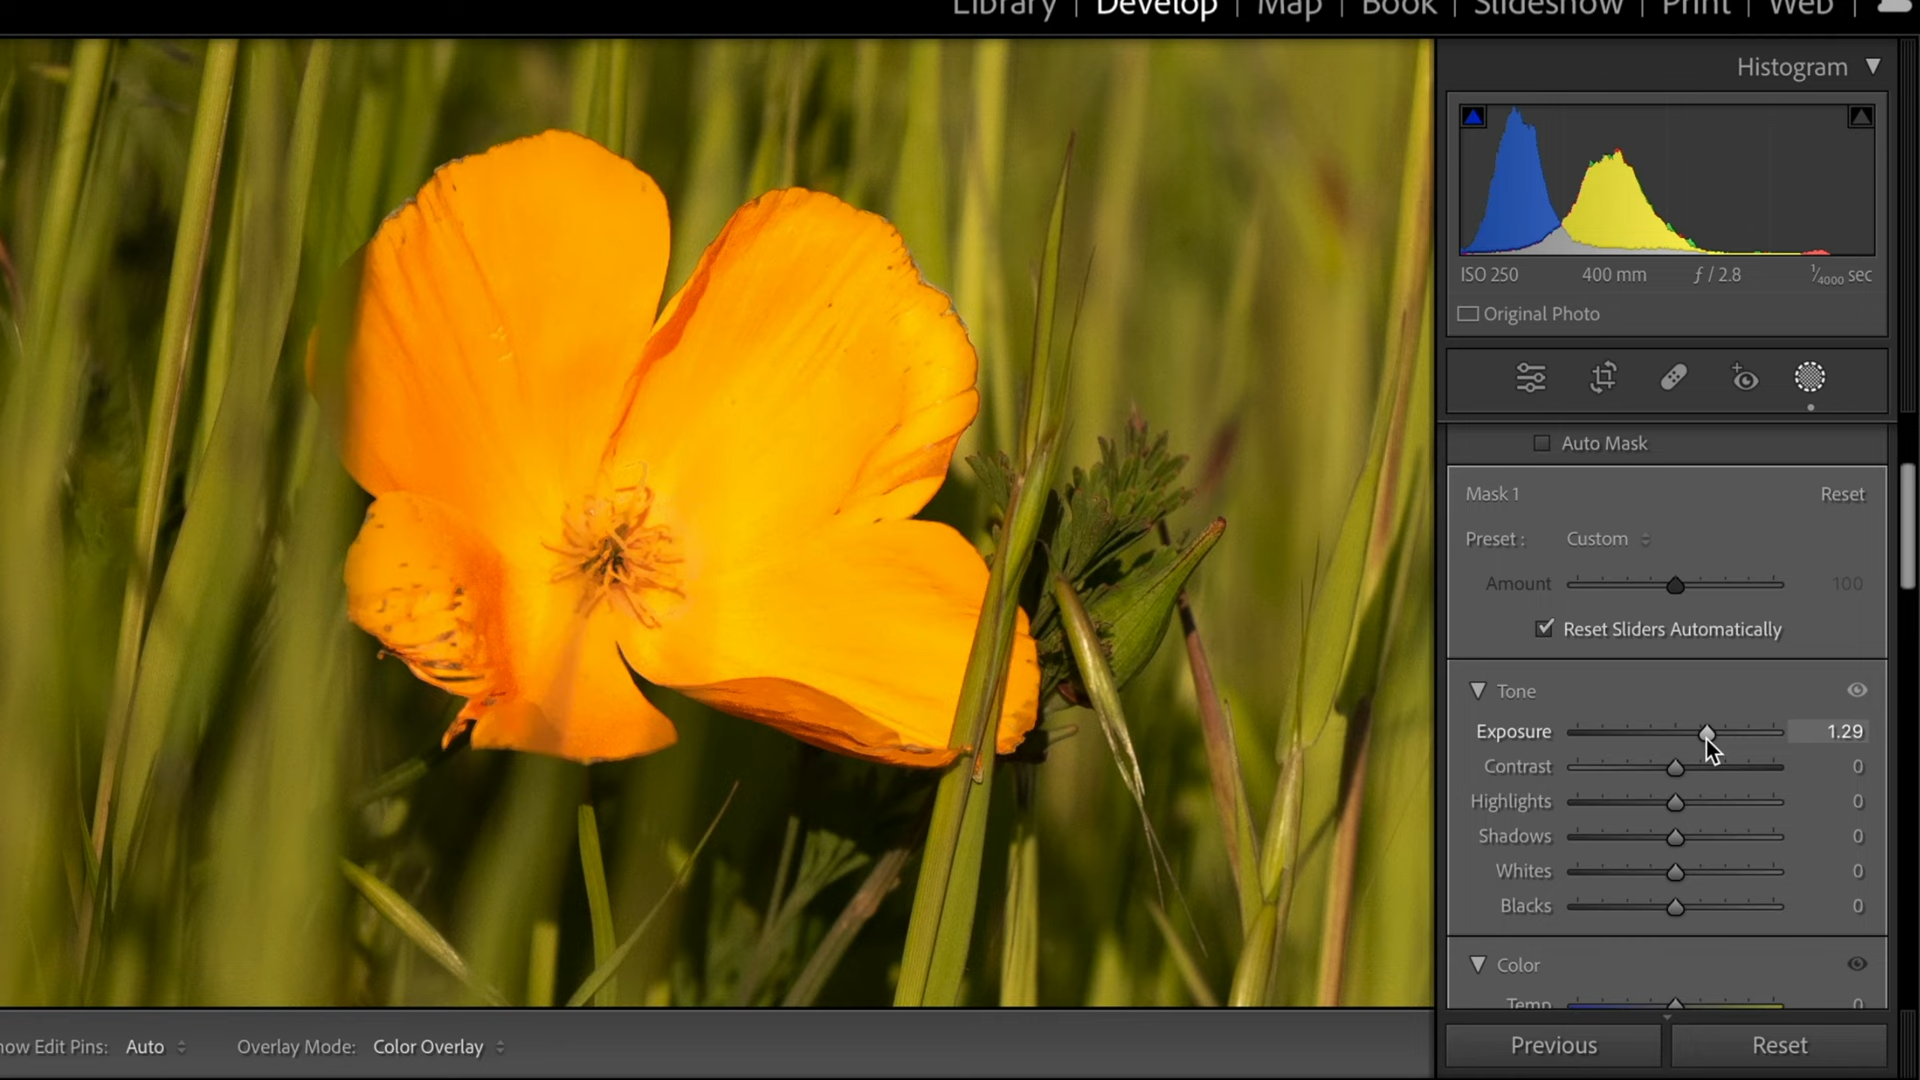 Library | Develop | Map | Book | Slideshow | Print | Web |
Histogram
ISO 250 400 mm ƒ / 2.8 1/4000 sec
Original Photo
Auto Mask
Mask 1 Reset
Preset : Custom
Amount 100
Reset Sliders Automatically
Tone
Exposure 1.29
Contrast 0
Highlights 0
Shadows 0
Whites 0
Blacks 0
Color
Temp 0
how Edit Pins: Auto Overlay Mode: Color Overlay
Previous Reset